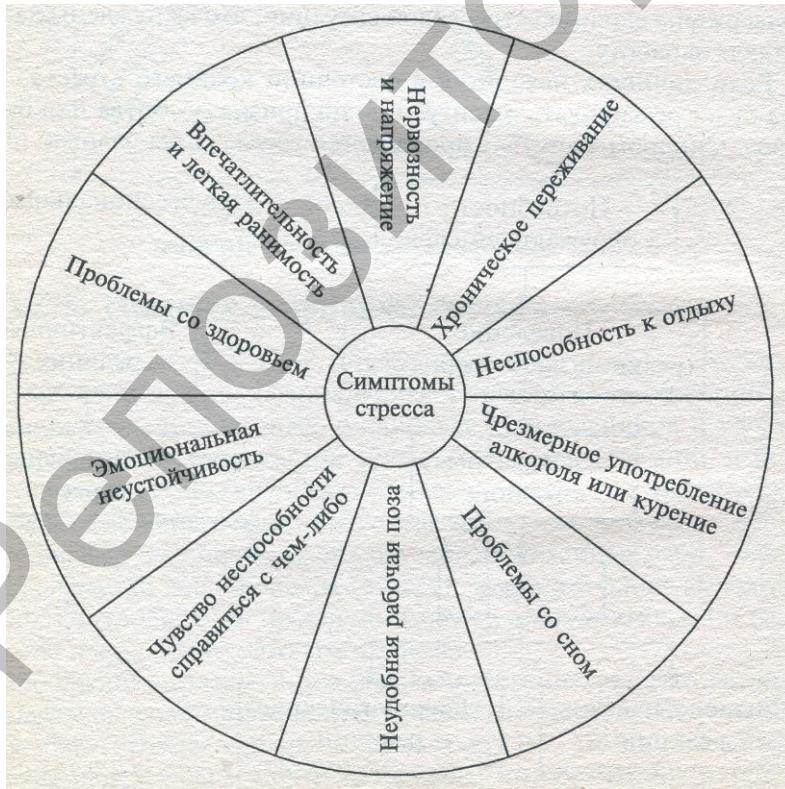 РЕПОЗИТО
Симптомы
стресса
Нервозность
и напряжение
Хроническое переживание
Неспособность к отдыху
Чрезмерное употребление
алкоголя или курение
Проблемы со сном
Неудобная рабочая поза
Чувство неспособности
справиться с чем-либо
Эмоциональная
неустойчивость
Проблемы со здоровьем
Впечатлительность
и легкая ранимость